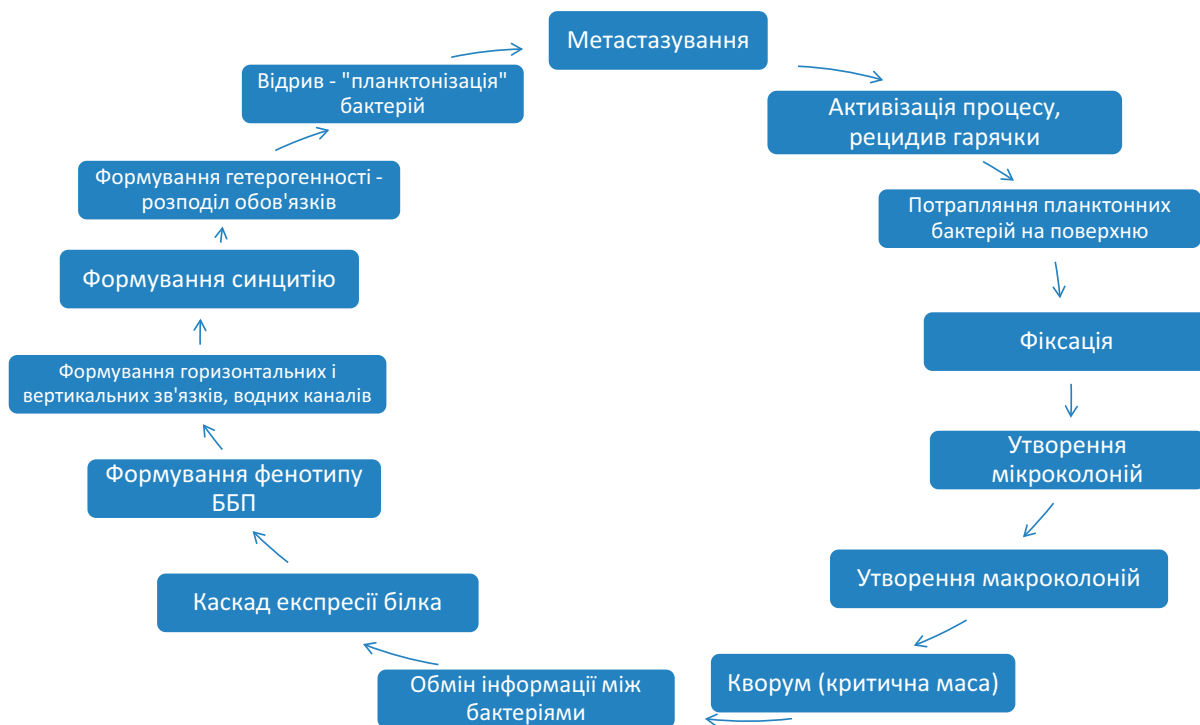 Метастазування
Активізація процесу,
рецидив гарячки
Потрапляння планктонних
бактерій на поверхню
Фіксація
Утворення
мікроколоній
Утворення макроколоній
Кворум (критична маса)
Обмін інформації між
бактеріями
Каскад експресії білка
Формування фенотипу
ББП
Формування горизонтальних і
вертикальних зв'язків, водних каналів
Формування синцитію
Формування гетерогенності -
розподіл обов'язків
Відрив - "планктонізація"
бактерій